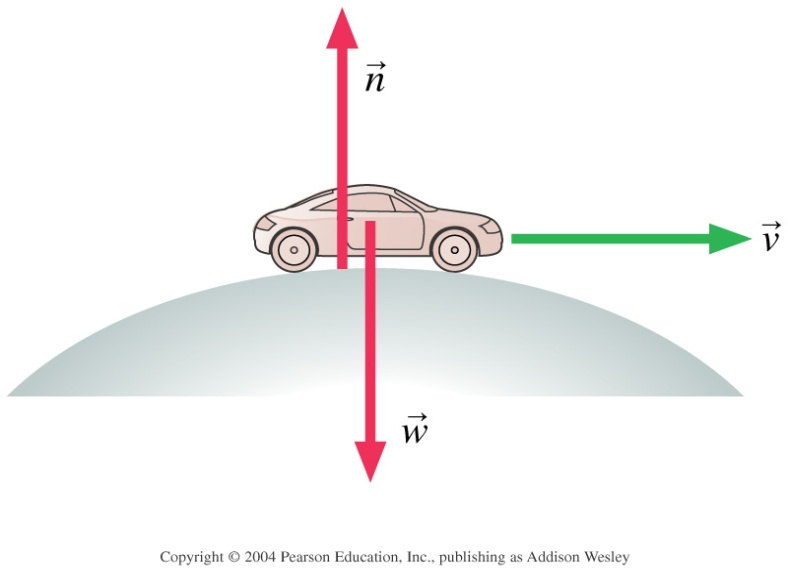 n⃗
v⃗
w⃗
Copyright © 2004 Pearson Education, Inc., publishing as Addison Wesley